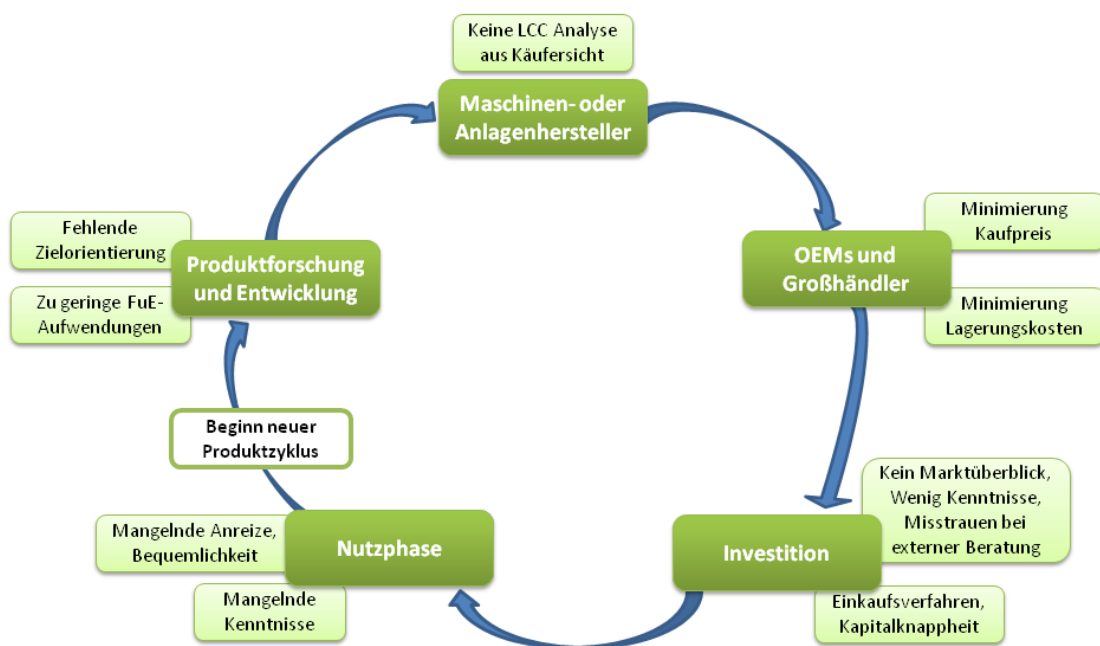 Keine LCC Analyse
aus Käufersicht
Maschinen- oder
Anlagenhersteller
Minimierung
Kaufpreis
OEMs und
Großhändler
Minimierung
Lagerungskosten
Kein Marktüberblick,
Wenig Kenntnisse,
Misstrauen bei
externer Beratung
Investition
Einkaufsverfahren,
Kapitalknappheit
Mangelnde Anreize,
Bequemlichkeit
Nutzphase
Mangelnde
Kenntnisse
Beginn neuer
Produktzyklus
Fehlende
Zielorientierung
Produktforschung
und Entwicklung
Zu geringe FuE-
Aufwendungen